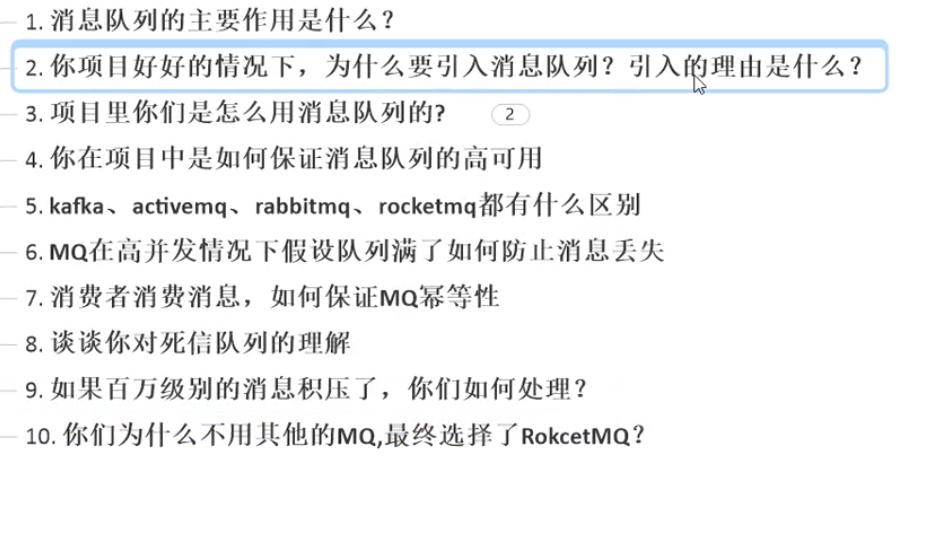 1. 消息队列的主要作用是什么？
2. 你项目好好的情况下，为什么要引入消息队列？引入的理由是什么？
3. 项目里你们是怎么用消息队列的? 2
4. 你在项目中是如何保证消息队列的高可用
5. kafka、activemq、rabbitmq、rocketmq都有什么区别
6. MQ在高并发情况下假设队列满了如何防止消息丢失
7. 消费者消费消息，如何保证MQ幂等性
8. 谈谈你对死信队列的理解
9. 如果百万级别的消息积压了，你们如何处理？
10. 你们为什么不用其他的MQ,最终选择了RokcetMQ？